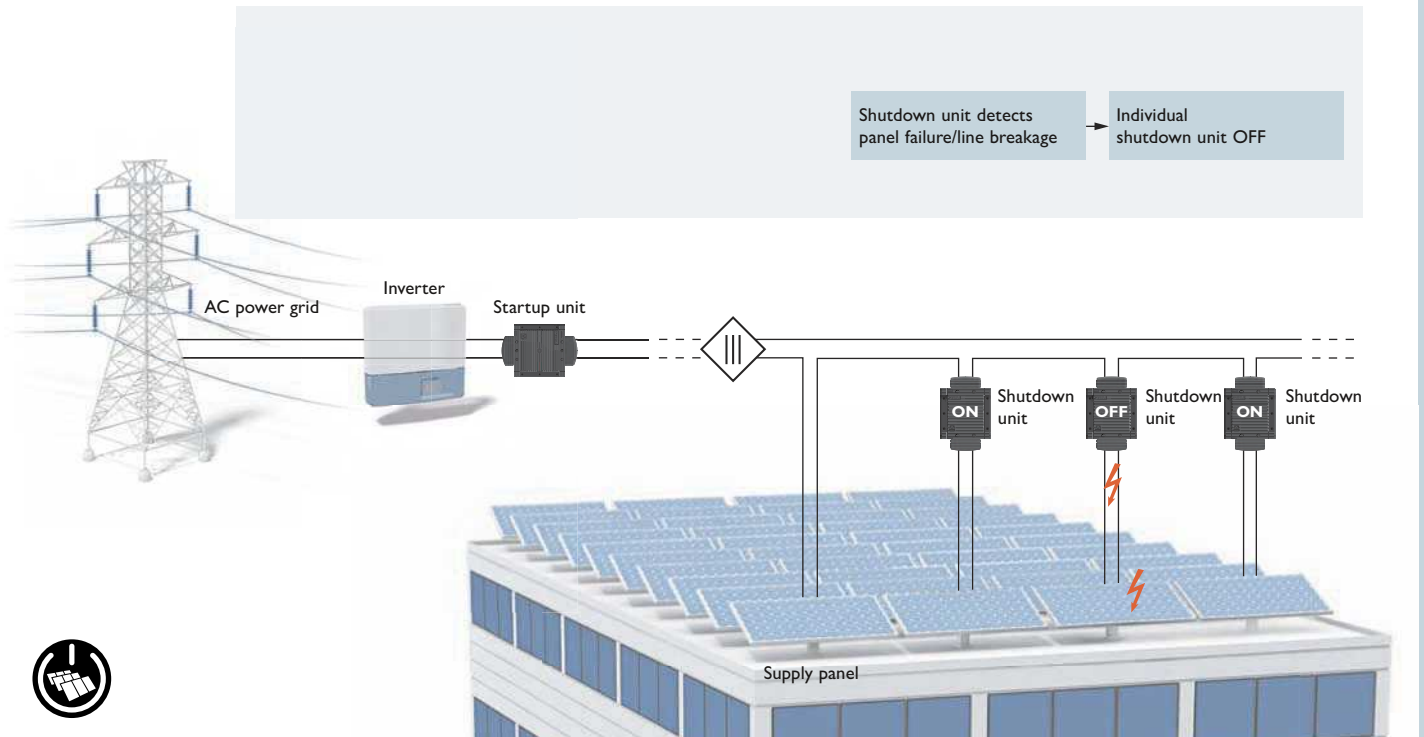 Shutdown unit detects
panel failure/line breakage
Individual
shutdown unit OFF
AC power grid
Inverter
Startup unit
ON
Shutdown
unit
OFF
Shutdown
unit
ON
Shutdown
unit
Supply panel